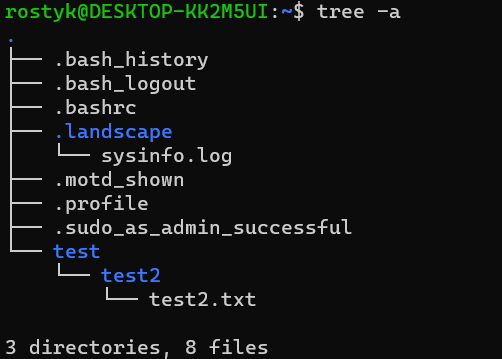 rostyk@DESKTOP-KK2M5UI:~$ tree -a
.
├── .bash_history
├── .bash_logout
├── .bashrc
├── .landscape
│   └── sysinfo.log
├── .motd_shown
├── .profile
├── .sudo_as_admin_successful
└── test
    └── test2
        └── test2.txt

3 directories, 8 files